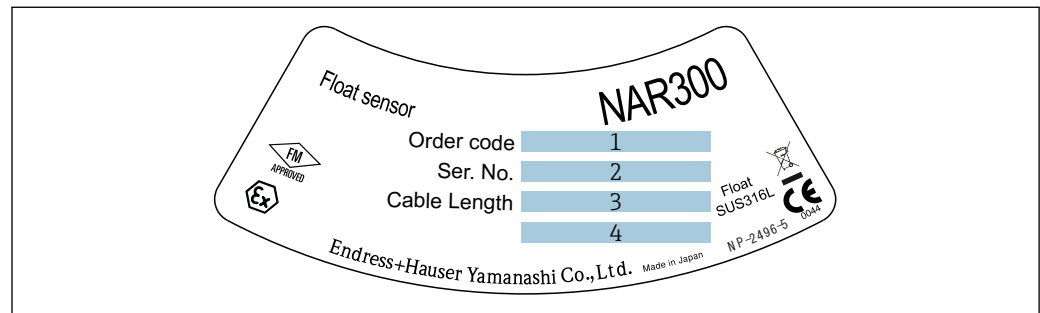 Float sensor
NAR300
Order code 1
Ser. No. 2
Cable Length 3
4
FM
APPROVED
Ex
Float
SUS316L
CE
0044
NP-2496-5
Endress+Hauser Yamanashi Co.,Ltd. Made in Japan